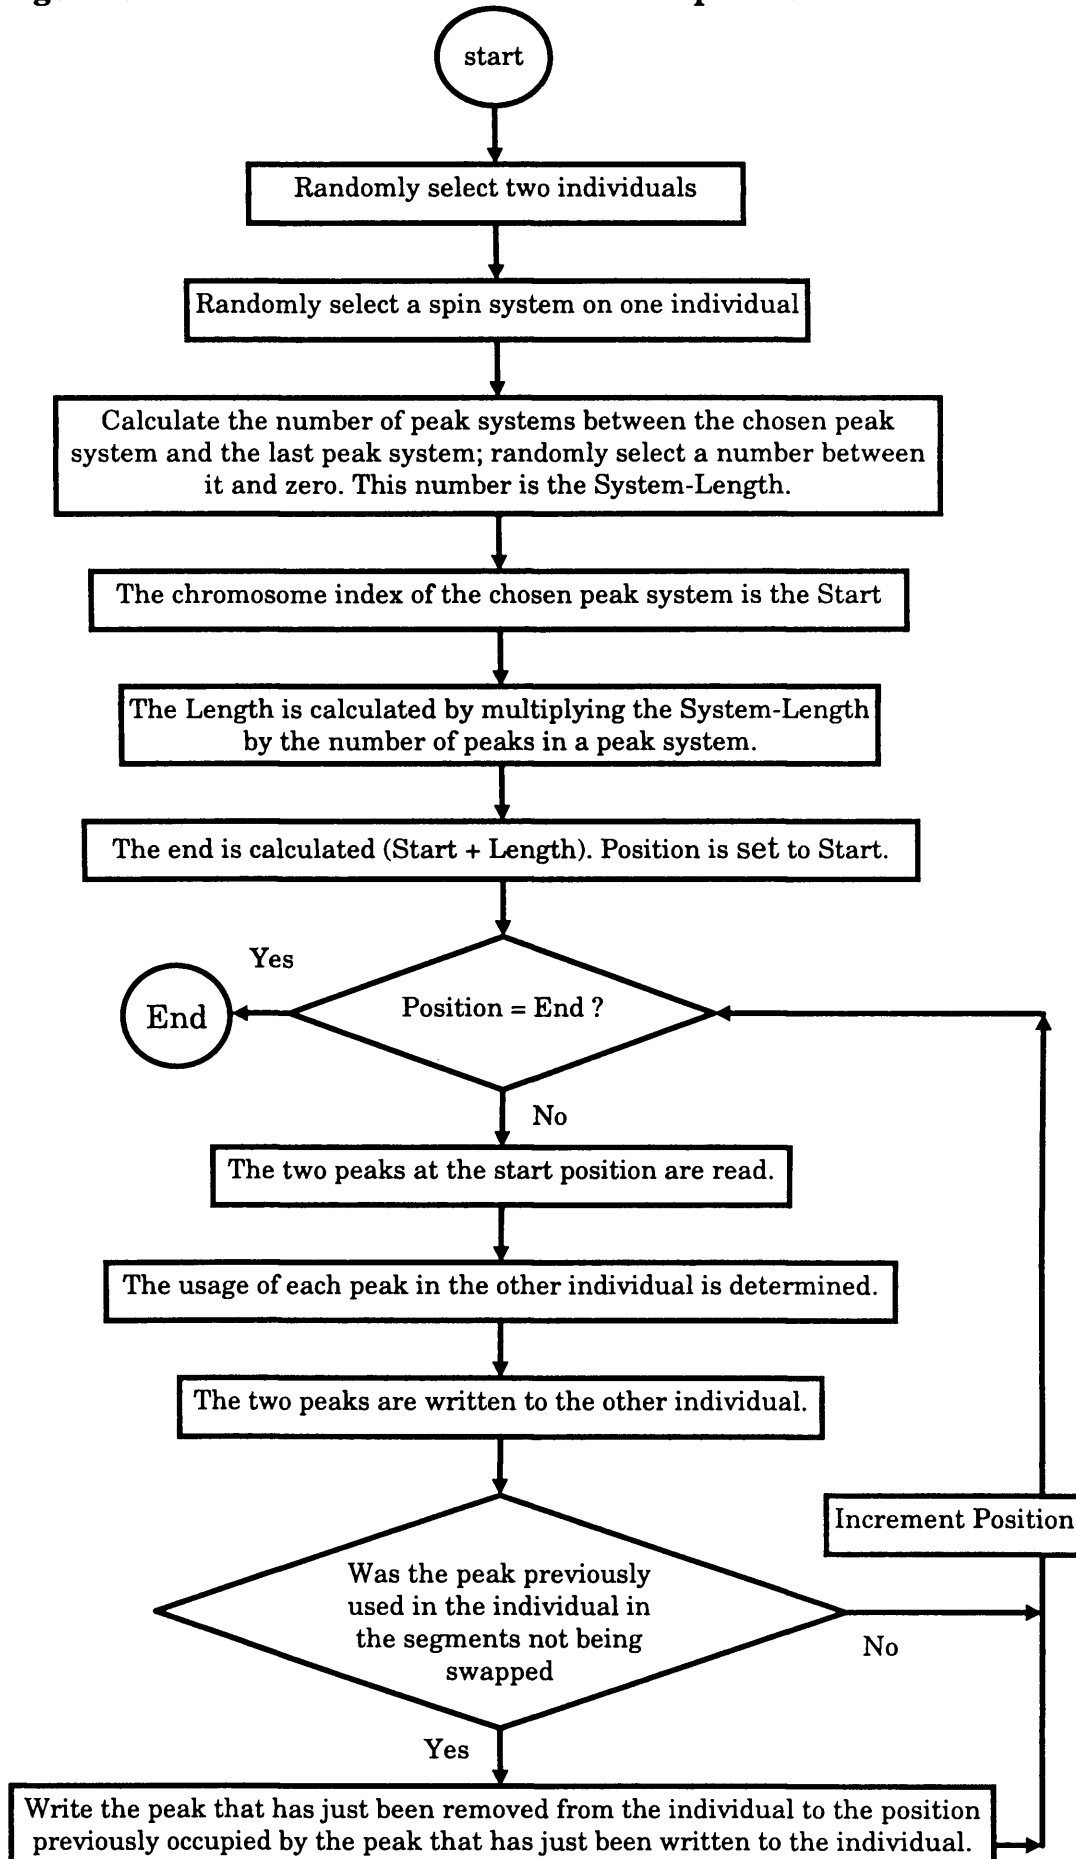 start
Randomly select two individuals
Randomly select a spin system on one individual
Calculate the number of peak systems between the chosen peak
system and the last peak system; randomly select a number between
it and zero. This number is the System-Length.
The chromosome index of the chosen peak system is the Start
The Length is calculated by multiplying the System-Length
by the number of peaks in a peak system.
The end is calculated (Start + Length). Position is set to Start.
Yes
End
Position = End ?
No
The two peaks at the start position are read.
The usage of each peak in the other individual is determined.
The two peaks are written to the other individual.
Increment Position
Was the peak previously
used in the individual in
the segments not being
swapped
No
Yes
Write the peak that has just been removed from the individual to the position
previously occupied by the peak that has just been written to the individual.